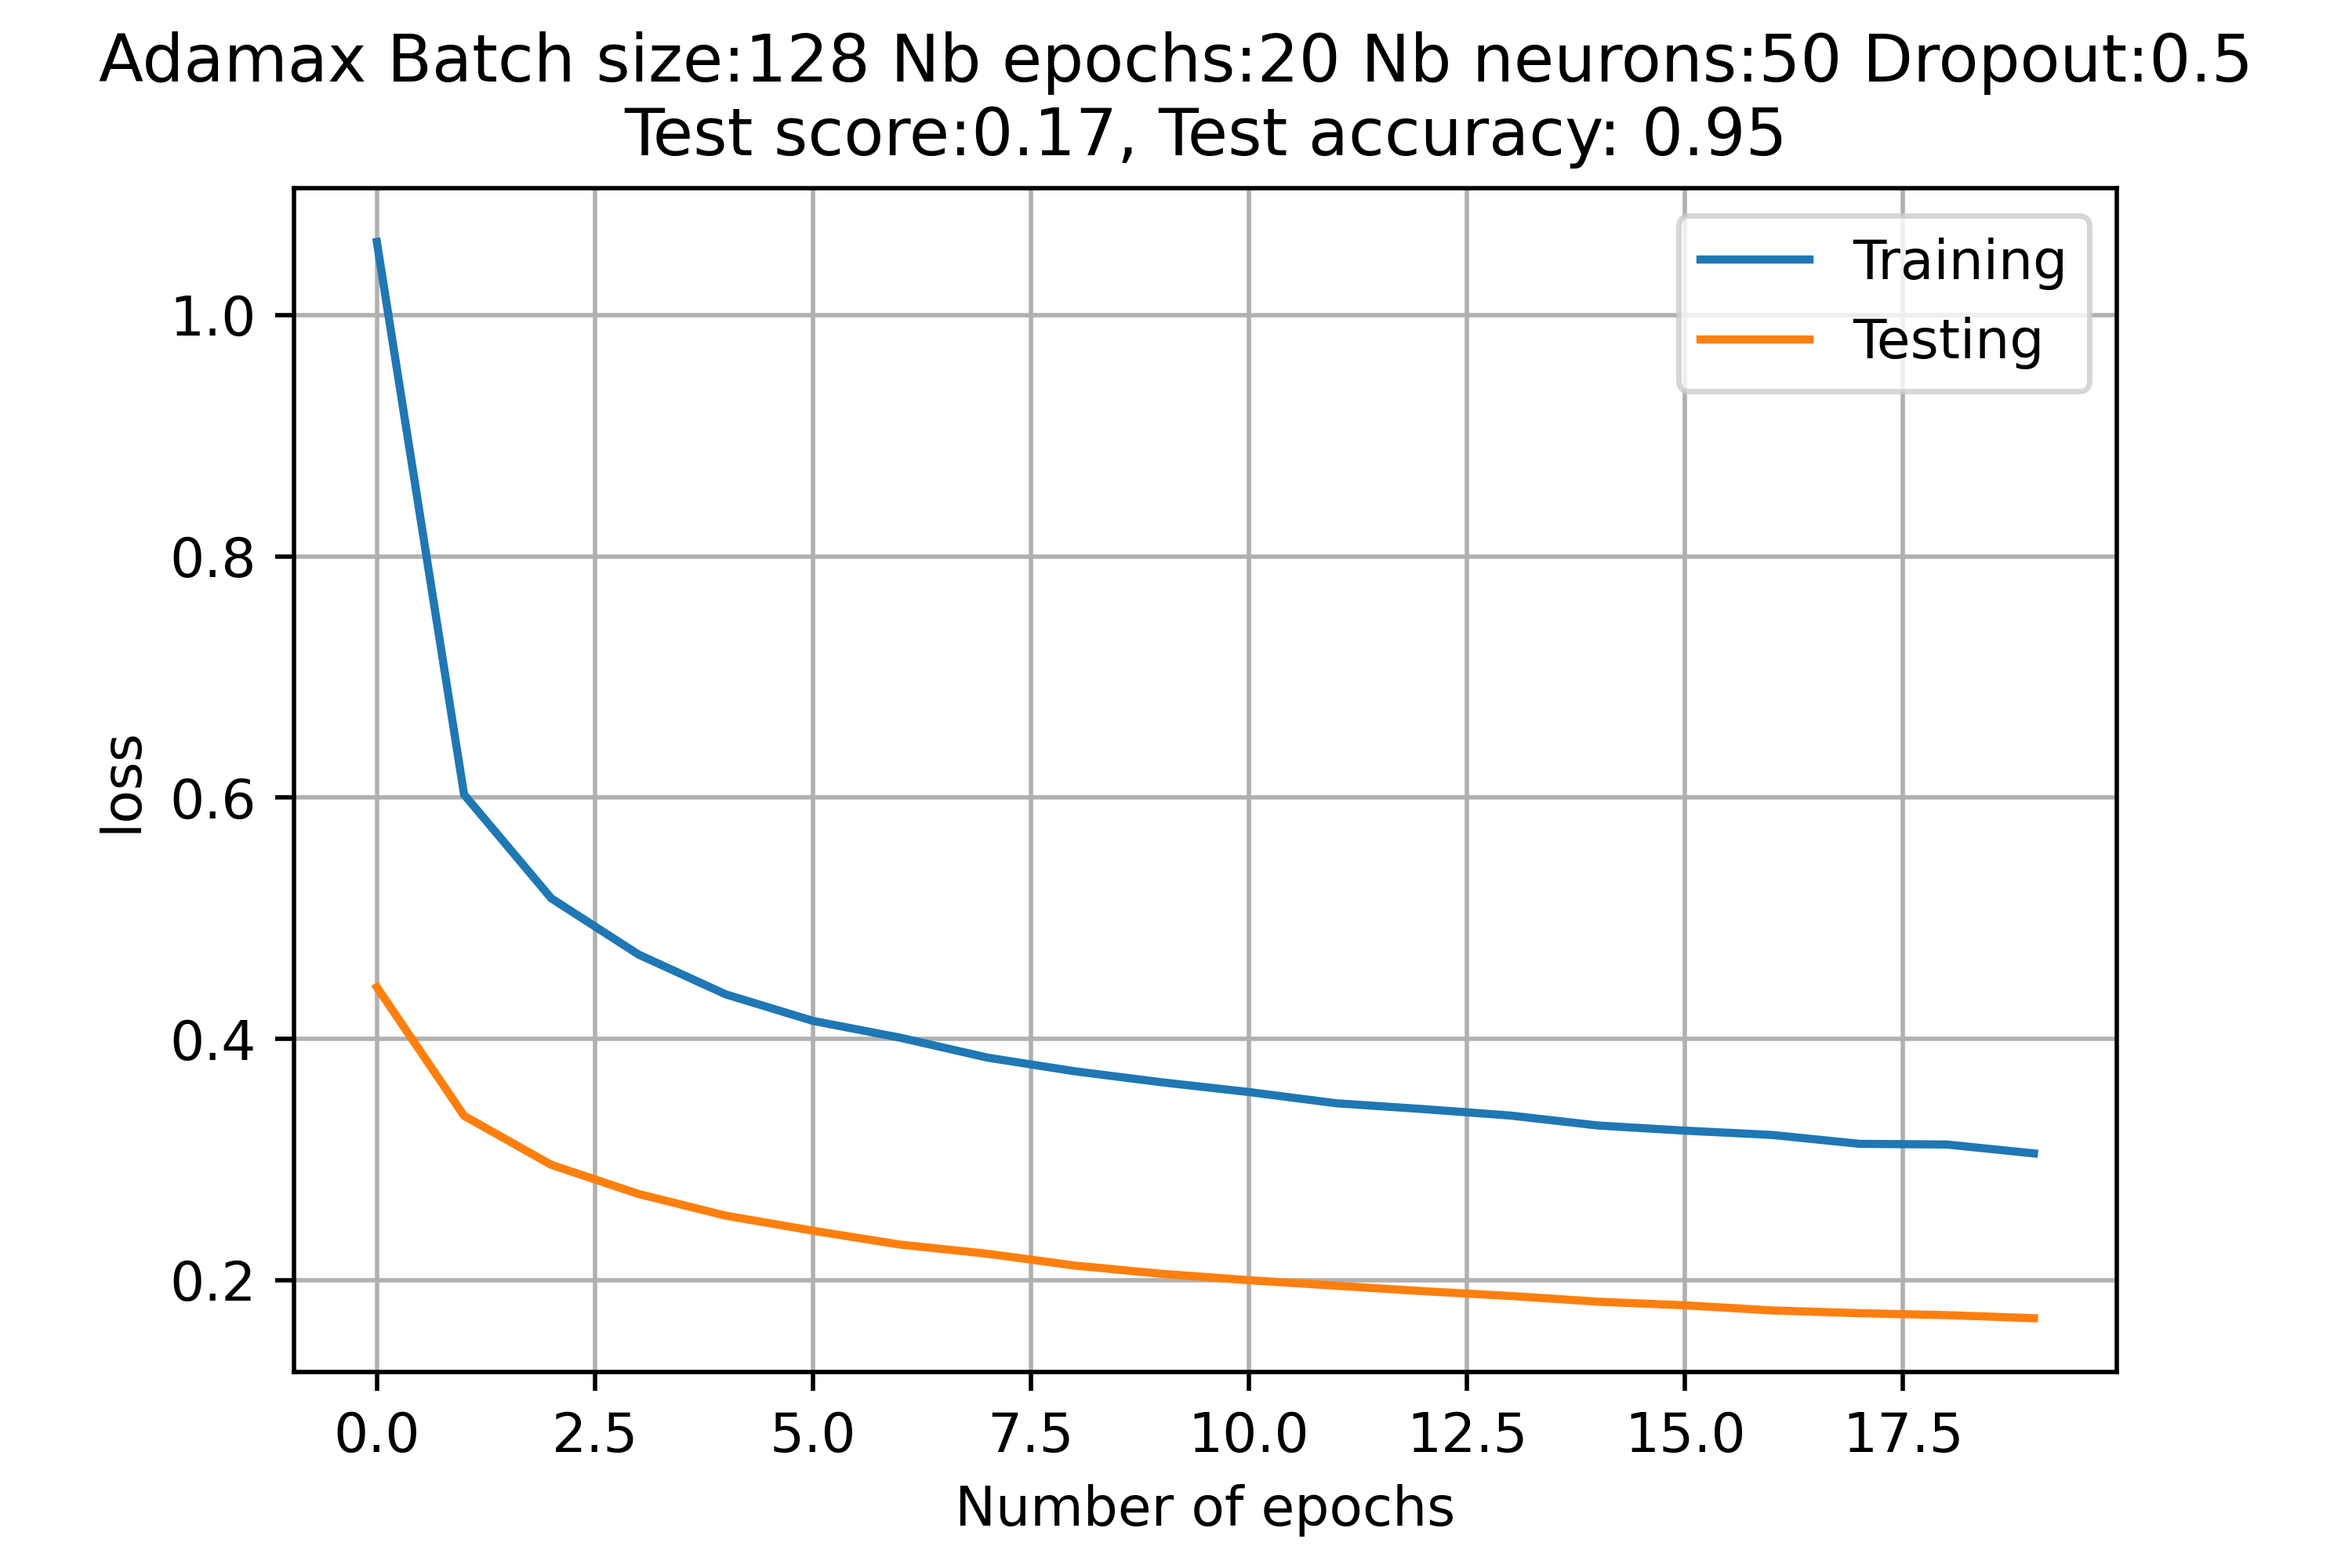 Adamax Batch size:128 Nb epochs:20 Nb neurons:50 Dropout:0.5
Test score:0.17, Test accuracy: 0.95
Training
Testing
1.0
0.8
0.6
0.4
0.2
loss
0.0 2.5 5.0 7.5 10.0 12.5 15.0 17.5
Number of epochs